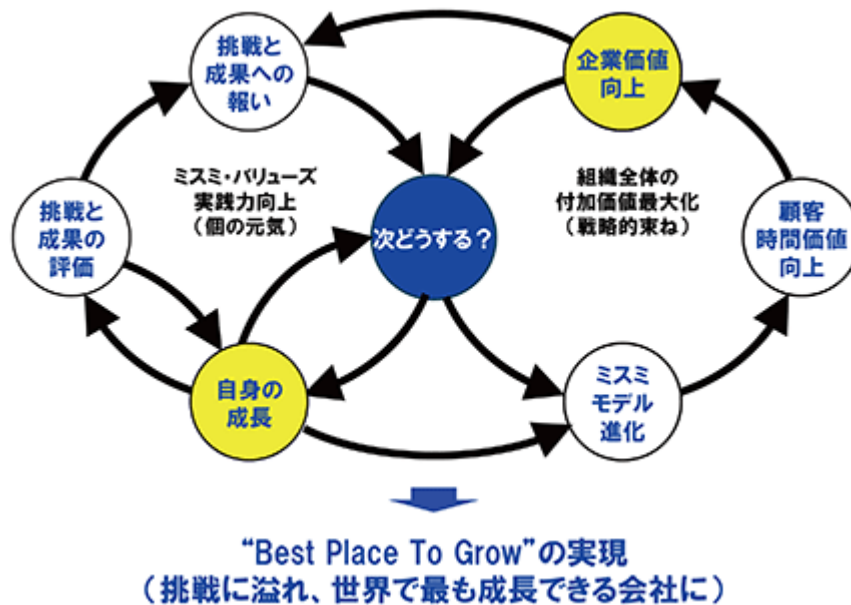 挑戦と
成果への
報い
企業価値
向上
ミスミ・バリューズ
実践力向上
(個の元気)
組織全体の
付加価値最大化
(戦略的束ね)
挑戦と
成果の
評価
次どうする?
顧客
時間価値
向上
自身の
成長
ミスミ
モデル
進化
“Best Place To Grow”の実現
(挑戦に溢れ、世界で最も成長できる会社に)